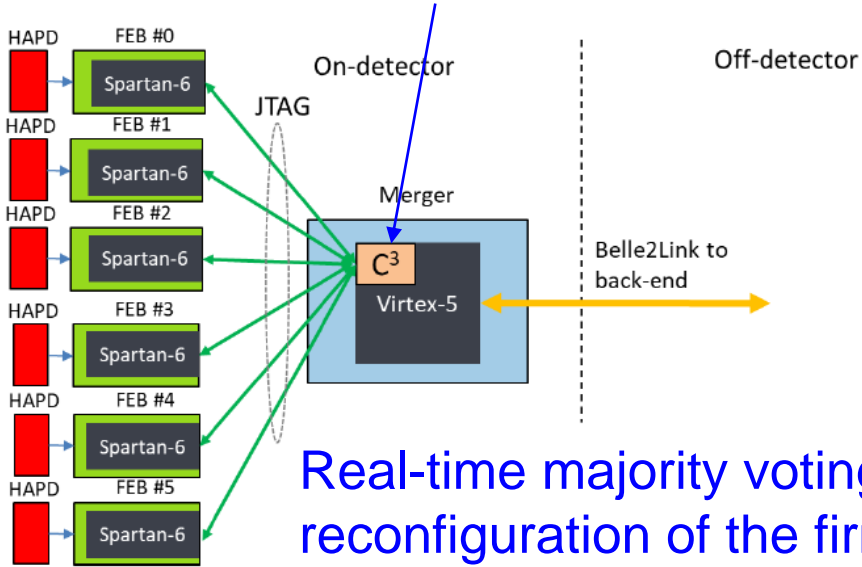 HAPD
FEB #0
Spartan-6
On-detector
Off-detector
JTAG
HAPD
FEB #1
Spartan-6
HAPD
FEB #2
Spartan-6
Merger
C³
Virtex-5
Belle2Link to
back-end
HAPD
FEB #3
Spartan-6
HAPD
FEB #4
Spartan-6
HAPD
FEB #5
Spartan-6
Real-time majority voting
reconfiguration of the